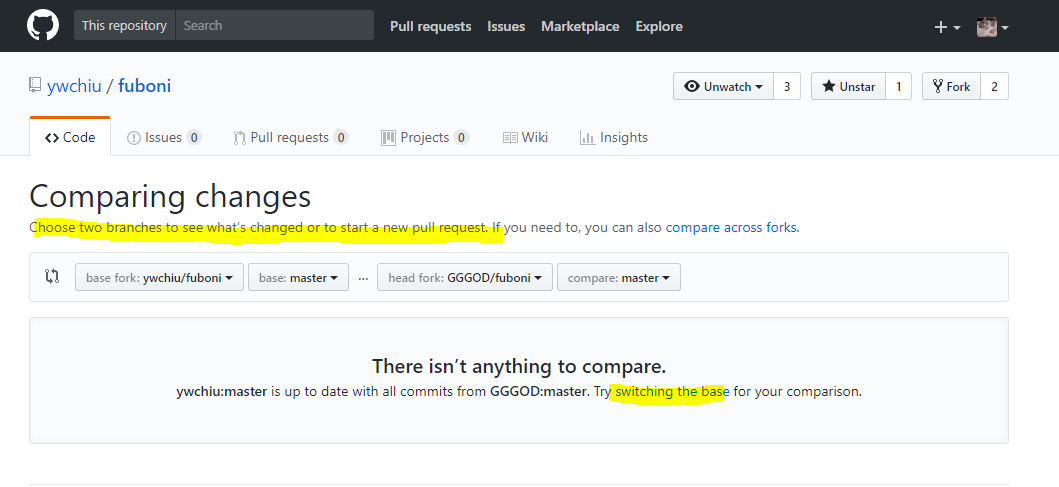 This repository Search Pull requests Issues Marketplace Explore
ywchiu / fuboni Unwatch 3 Unstar 1 Fork 2
Code Issues 0 Pull requests 0 Projects 0 Wiki Insights
Comparing changes
Choose two branches to see what's changed or to start a new pull request. If you need to, you can also compare across forks.
base fork: ywchiu/fuboni base: master ... head fork: GGGOD/fuboni compare: master
There isn't anything to compare.
ywchiu:master is up to date with all commits from GGGOD:master. Try switching the base for your comparison.